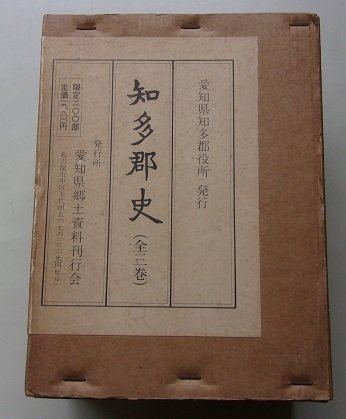 愛知県知多郡役所 発行
知多郡史(全三巻)
発行所
愛知県郷土資料刊行会
限定三〇〇部